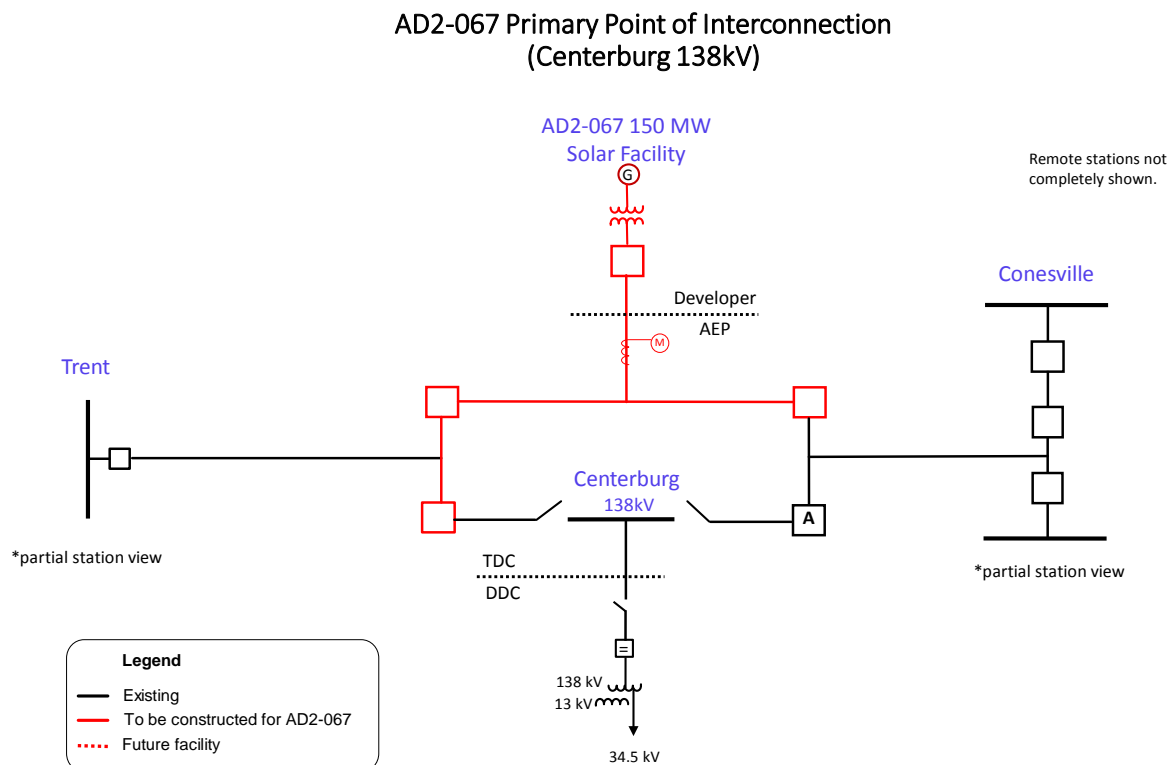 AD2-067 Primary Point of Interconnection
(Centerburg 138kV)
AD2-067 150 MW
Solar Facility
G
Remote stations not
completely shown.
Conesville
Developer
AEP
M
Trent
Centerburg
138kV
A
*partial station view
*partial station view
TDC
DDC
=
138 kV
13 kV
34.5 kV
Legend
Existing
To be constructed for AD2-067
Future facility